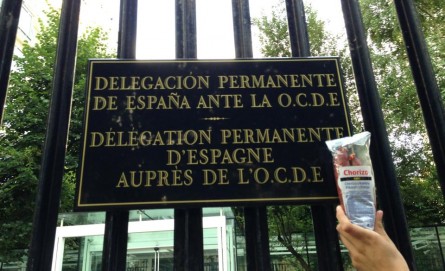 DELEGACIÓN PERMANENTE
DE ESPAÑA ANTE LA O.C.D.E.
DÉLÉGATION PERMANENTE
D'ESPAGNE
AUPRÈS DE L'O.C.D.E.
Chorizo